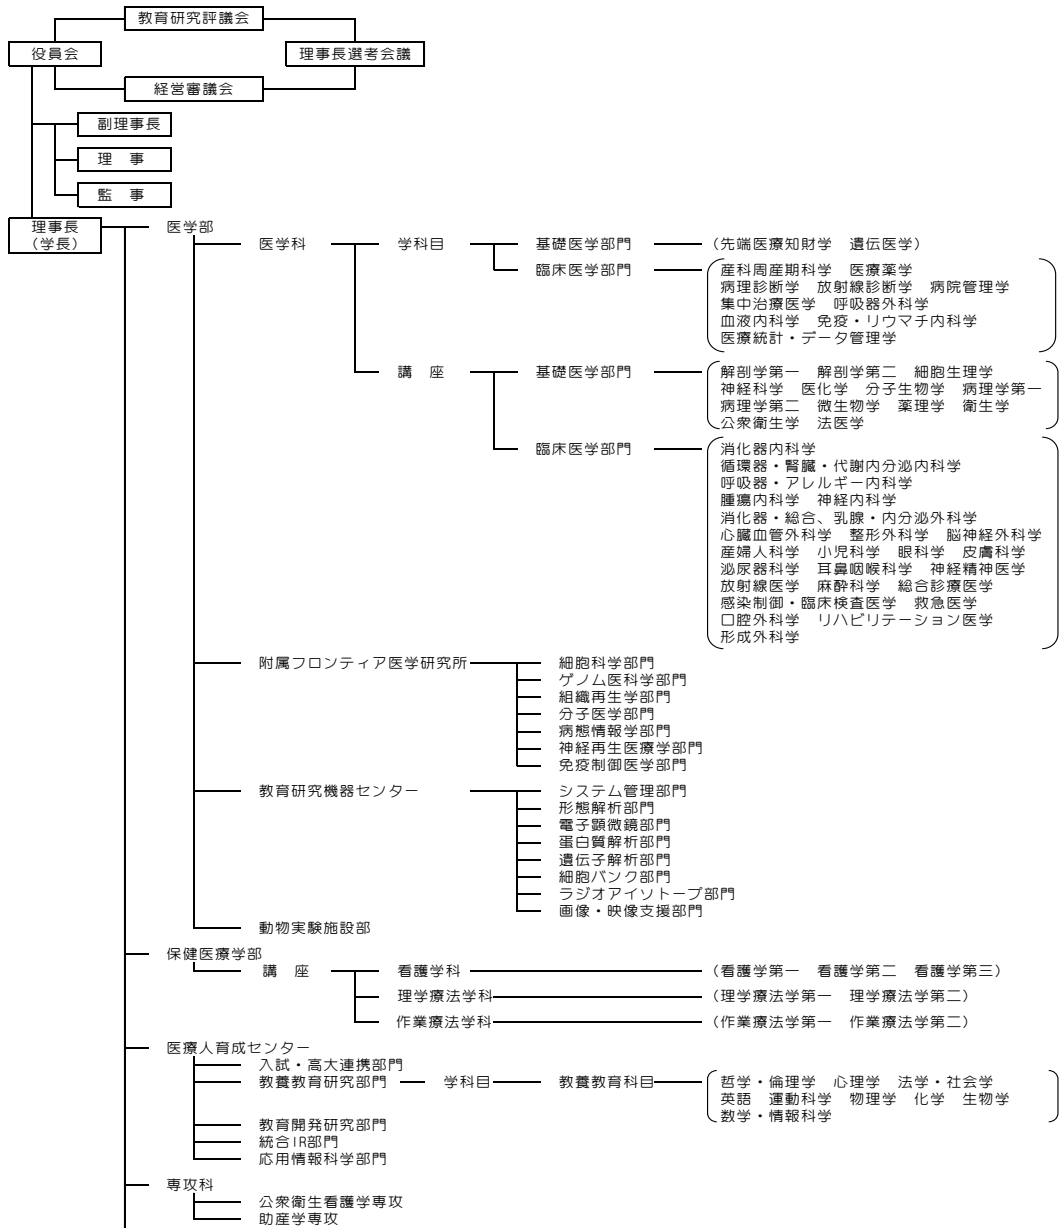 教育研究評議会
役員会
理事長選考会議
経営審議会
副理事長
理　事
監　事
理事長
（学長）
医学部
医学科
学科目
基礎医学部門
（先端医療知財学　遺伝医学）
臨床医学部門
産科周産期科学　医療薬学
病理診断学　放射線診断学　病院管理学
集中治療医学　呼吸器外科学
血液内科学　免疫・リウマチ内科学
医療統計・データ管理学
講　座
基礎医学部門
解剖学第一　解剖学第二　細胞生理学
神経科学　医化学　分子生物学　病理学第一
病理学第二　微生物学　薬理学　衛生学
公衆衛生学　法医学
臨床医学部門
消化器内科学
循環器・腎臓・代謝内分泌内科学
呼吸器・アレルギー内科学
腫瘍内科学　神経内科学
消化器・総合、乳腺・内分泌外科学
心臓血管外科学　整形外科学　脳神経外科学
産婦人科学　小児科学　眼科学　皮膚科学
泌尿器科学　耳鼻咽喉科学　神経精神医学
放射線医学　麻酔科学　総合診療医学
感染制御・臨床検査医学　救急医学
口腔外科学　リハビリテーション医学
形成外科学
附属フロンティア医学研究所
細胞科学部門
ゲノム医科学部門
組織再生学部門
分子医学部門
病態情報学部門
神経再生医療学部門
免疫制御医学部門
教育研究機器センター
システム管理部門
形態解析部門
電子顕微鏡部門
蛋白質解析部門
遺伝子解析部門
細胞バンク部門
ラジオアイソトープ部門
画像・映像支援部門
動物実験施設部
保健医療学部
講　座
看護学科
（看護学第一　看護学第二　看護学第三）
理学療法学科
（理学療法学第一　理学療法学第二）
作業療法学科
（作業療法学第一　作業療法学第二）
医療人育成センター
入試・高大連携部門
教養教育研究部門
学科目
教養教育科目
哲学・倫理学　心理学　法学・社会学
英語　運動科学　物理学　化学　生物学
数学・情報科学
教育開発研究部門
統合IR部門
応用情報科学部門
専攻科
公衆衛生看護学専攻
助産学専攻